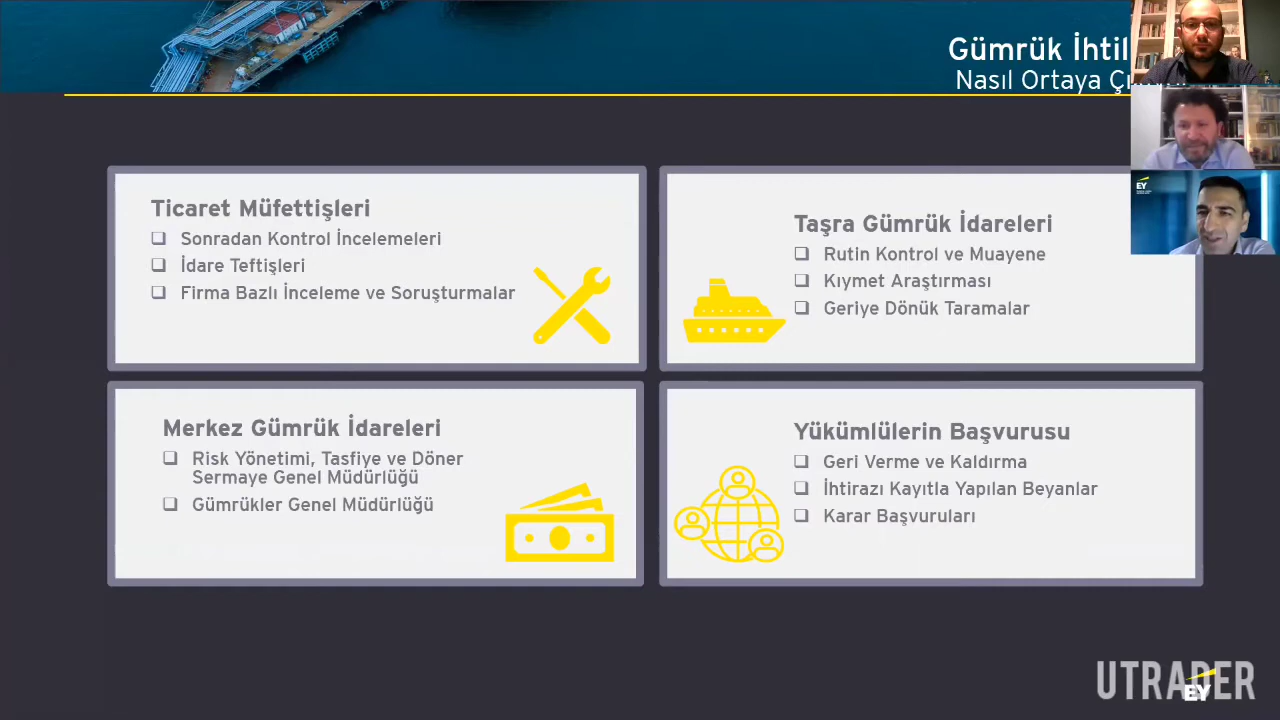 Gümrük
Nasıl Ortaya
EY
Ticaret Müfettişleri
❑ Sonradan Kontrol İncelemeleri
❑ İdare Teftişleri
❑ Firma Bazlı İnceleme ve Soruşturmalar
Taşra Gümrük İdareleri
❑ Rutin Kontrol ve Muayene
❑ Kıymet Araştırması
❑ Geriye Dönük Taramalar
Merkez Gümrük İdareleri
❑ Risk Yönetimi, Tasfiye ve Döner
Sermaye Genel Müdürlüğü
❑ Gümrükler Genel Müdürlüğü
Yükümlülerin Başvurusu
❑ Geri Verme ve Kaldırma
❑ İhtirazı Kayıtla Yapılan Beyanlar
❑ Karar Başvuruları
UTRADER
EY